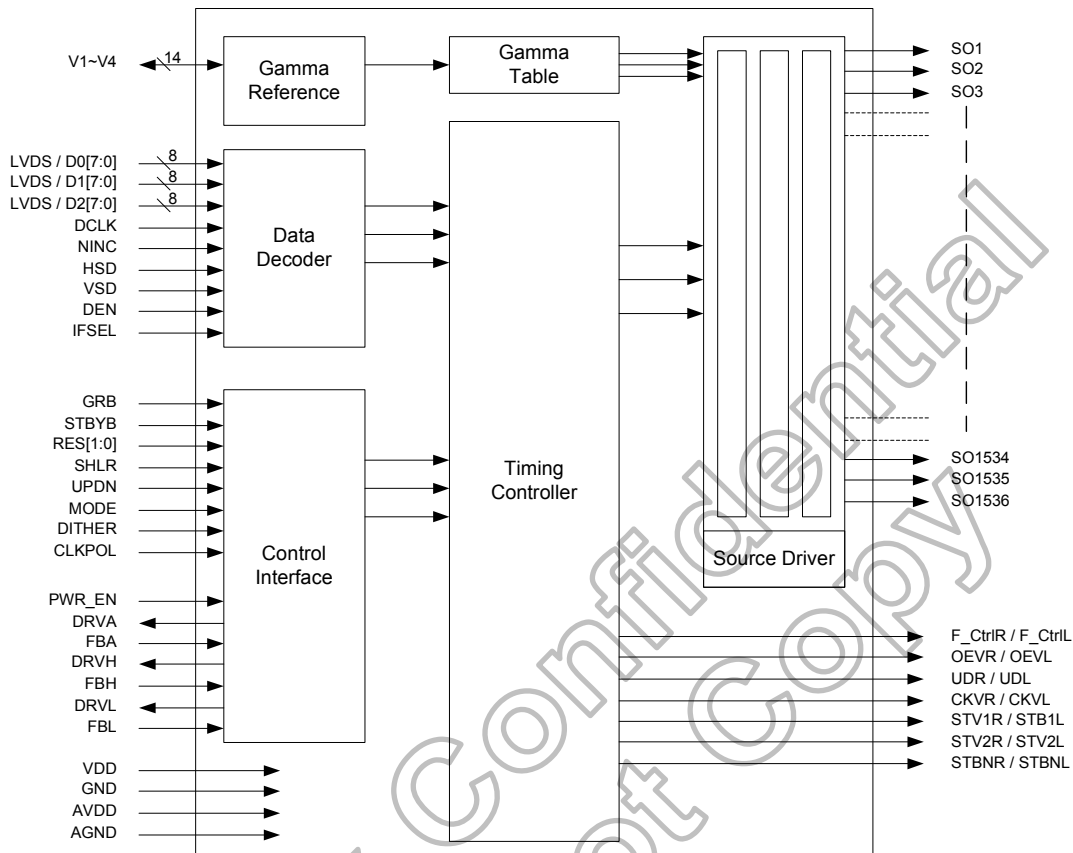 V1~V4
14
Gamma
Reference
Gamma
Table
SO1
SO2
SO3
LVDS / D0[7:0]
8
LVDS / D1[7:0]
8
LVDS / D2[7:0]
8
DCLK
NINC
HSD
VSD
DEN
IFSEL
Data
Decoder
GRB
STBYB
RES[1:0]
SHLR
UPDN
MODE
DITHER
CLKPOL
PWR_EN
DRVA
FBA
DRVH
FBH
DRVL
FBL
Control
Interface
Timing
Controller
Source Driver
SO1534
SO1535
SO1536
F_CtrlR / F_CtrlL
OEVR / OEVL
UDR / UDL
CKVR / CKVL
STV1R / STB1L
STV2R / STV2L
STBNR / STBNL
VDD
GND
AVDD
AGND
Confidential
Copy